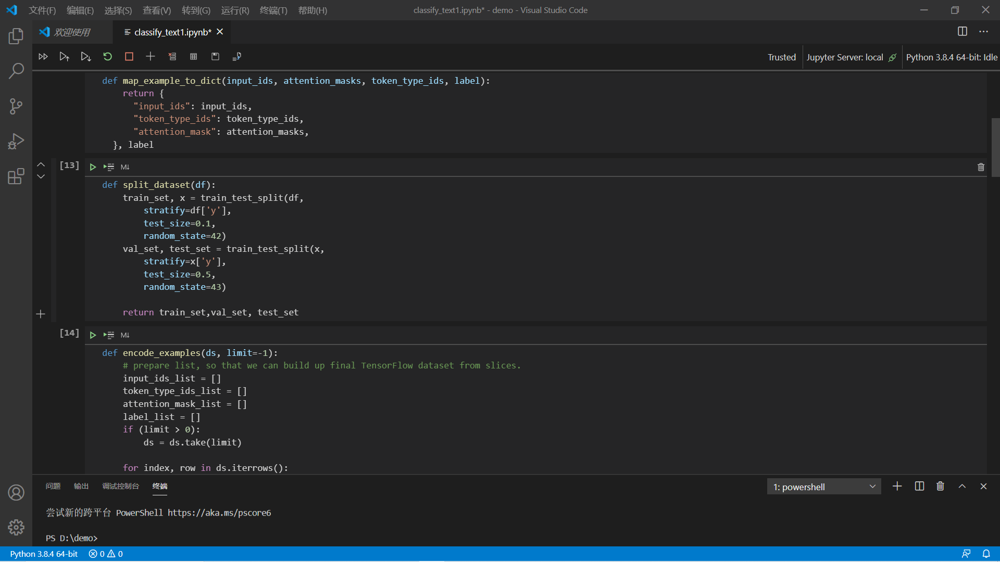 文件(F) 编辑(E) 选择(S) 查看(V) 转到(G) 运行(R) 终端(T) 帮助(H) classify_text1.ipynb* - demo - Visual Studio Code
欢迎使用 classify_text1.ipynb*
Trusted Jupyter Server: local Python 3.8.4 64-bit: Idle
def map_example_to_dict(input_ids, attention_masks, token_type_ids, label):
    return {
      "input_ids": input_ids,
      "token_type_ids": token_type_ids,
      "attention_mask": attention_masks,
  }, label
[13] M↓
def split_dataset(df):
    train_set, x = train_test_split(df,
        stratify=df['y'],
        test_size=0.1,
        random_state=42)
    val_set, test_set = train_test_split(x,
        stratify=x['y'],
        test_size=0.5,
        random_state=43)
    return train_set,val_set, test_set
[14] M↓
def encode_examples(ds, limit=-1):
    # prepare list, so that we can build up final TensorFlow dataset from slices.
    input_ids_list = []
    token_type_ids_list = []
    attention_mask_list = []
    label_list = []
    if (limit > 0):
        ds = ds.take(limit)
    for index, row in ds.iterrows():
问题 输出 调试控制台 终端 1: powershell
尝试新的跨平台 PowerShell https://aka.ms/pscore6
PS D:\demo>
Python 3.8.4 64-bit 0 0